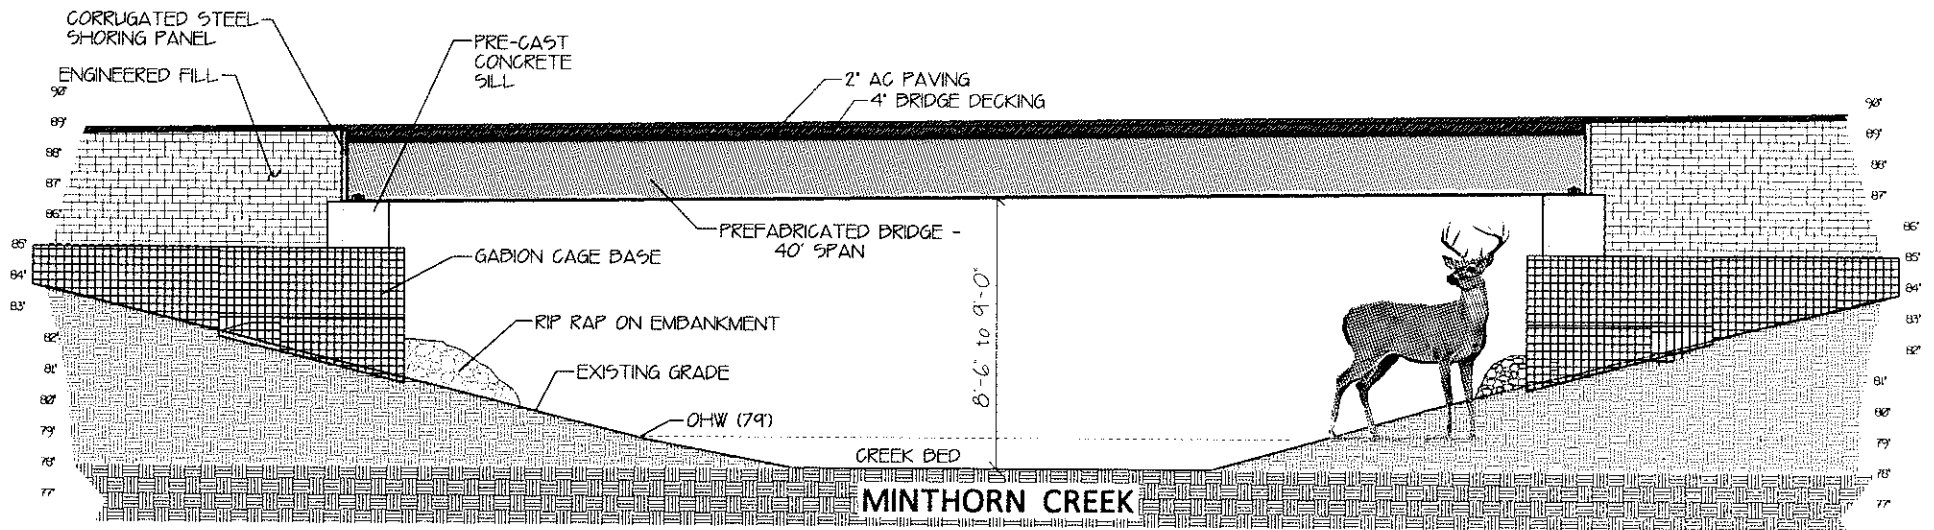 CORRUGATED STEEL
SHORING PANEL
ENGINEERED FILL
PRE-CAST
CONCRETE
SILL
2" AC PAVING
4" BRIDGE DECKING
PREFABRICATED BRIDGE -
40' SPAN
GABION CAGE BASE
RIP RAP ON EMBANKMENT
EXISTING GRADE
OHW (79')
CREEK BED
8'-6" to 9'-0"
MINTHORN CREEK
90'
89'
88'
87'
86'
85'
84'
83'
82'
81'
80'
79'
78'
77'
90'
89'
88'
87'
86'
85'
84'
83'
82'
81'
80'
79'
78'
77'